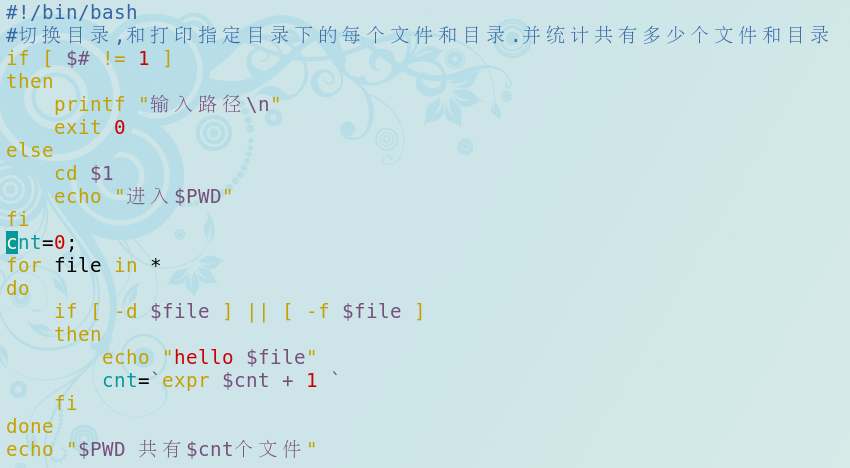 #!/bin/bash
#切换目录,和打印指定目录下的每个文件和目录.并统计共有多少个文件和目录
if [ $# != 1 ]
then
    printf "输入路径\n"
    exit 0
else
    cd $1
    echo "进入$PWD"
fi
cnt=0;
for file in *
do
    if [ -d $file ] || [ -f $file ]
    then
        echo "hello $file"
        cnt=`expr $cnt + 1 `
    fi
done
echo "$PWD 共有$cnt个文件"